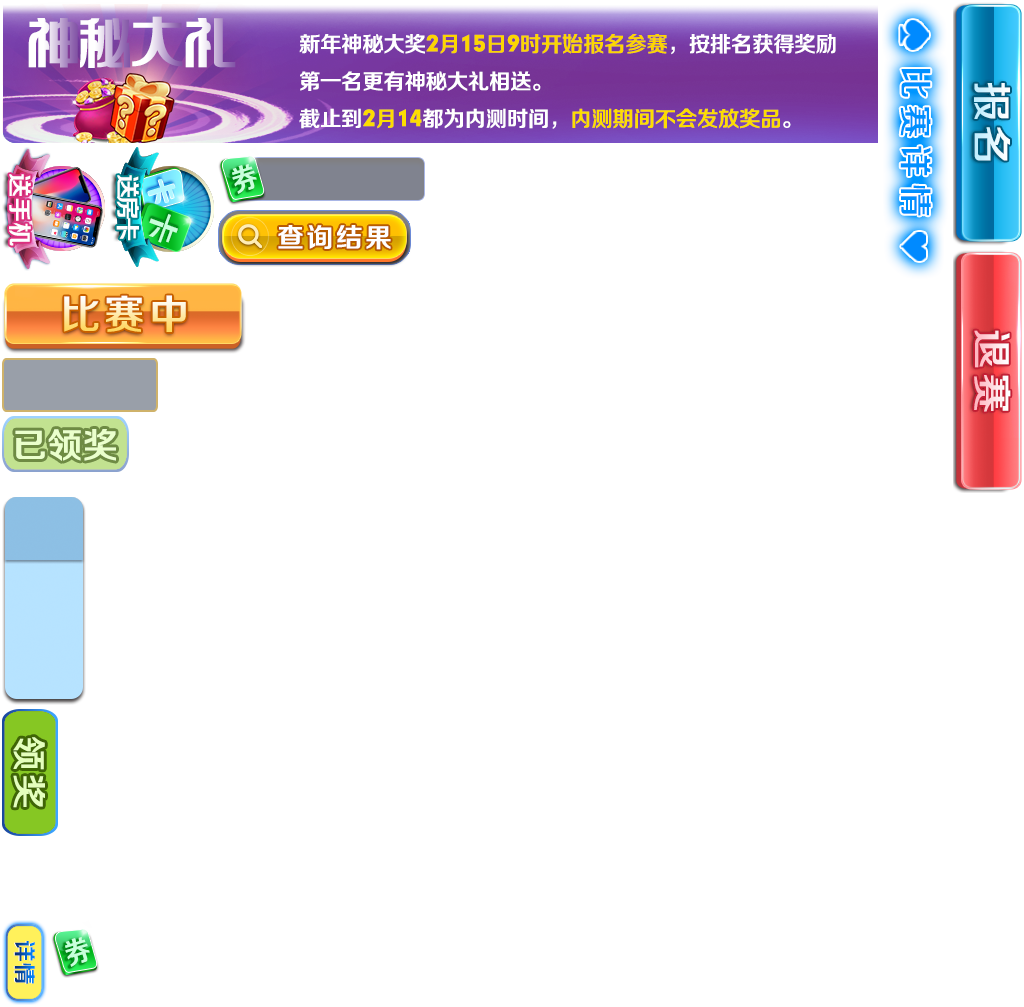 神秘大礼
新年神秘大奖2月15日9时开始报名参赛，按排名获得奖励
第一名更有神秘大礼相送。
截止到2月14都为内测时间，内测期间不会发放奖品。
比赛详情
报名
送手机
送房卡
卡
卡
券
查询结果
退赛
比赛中
已领奖
领奖
详情
券